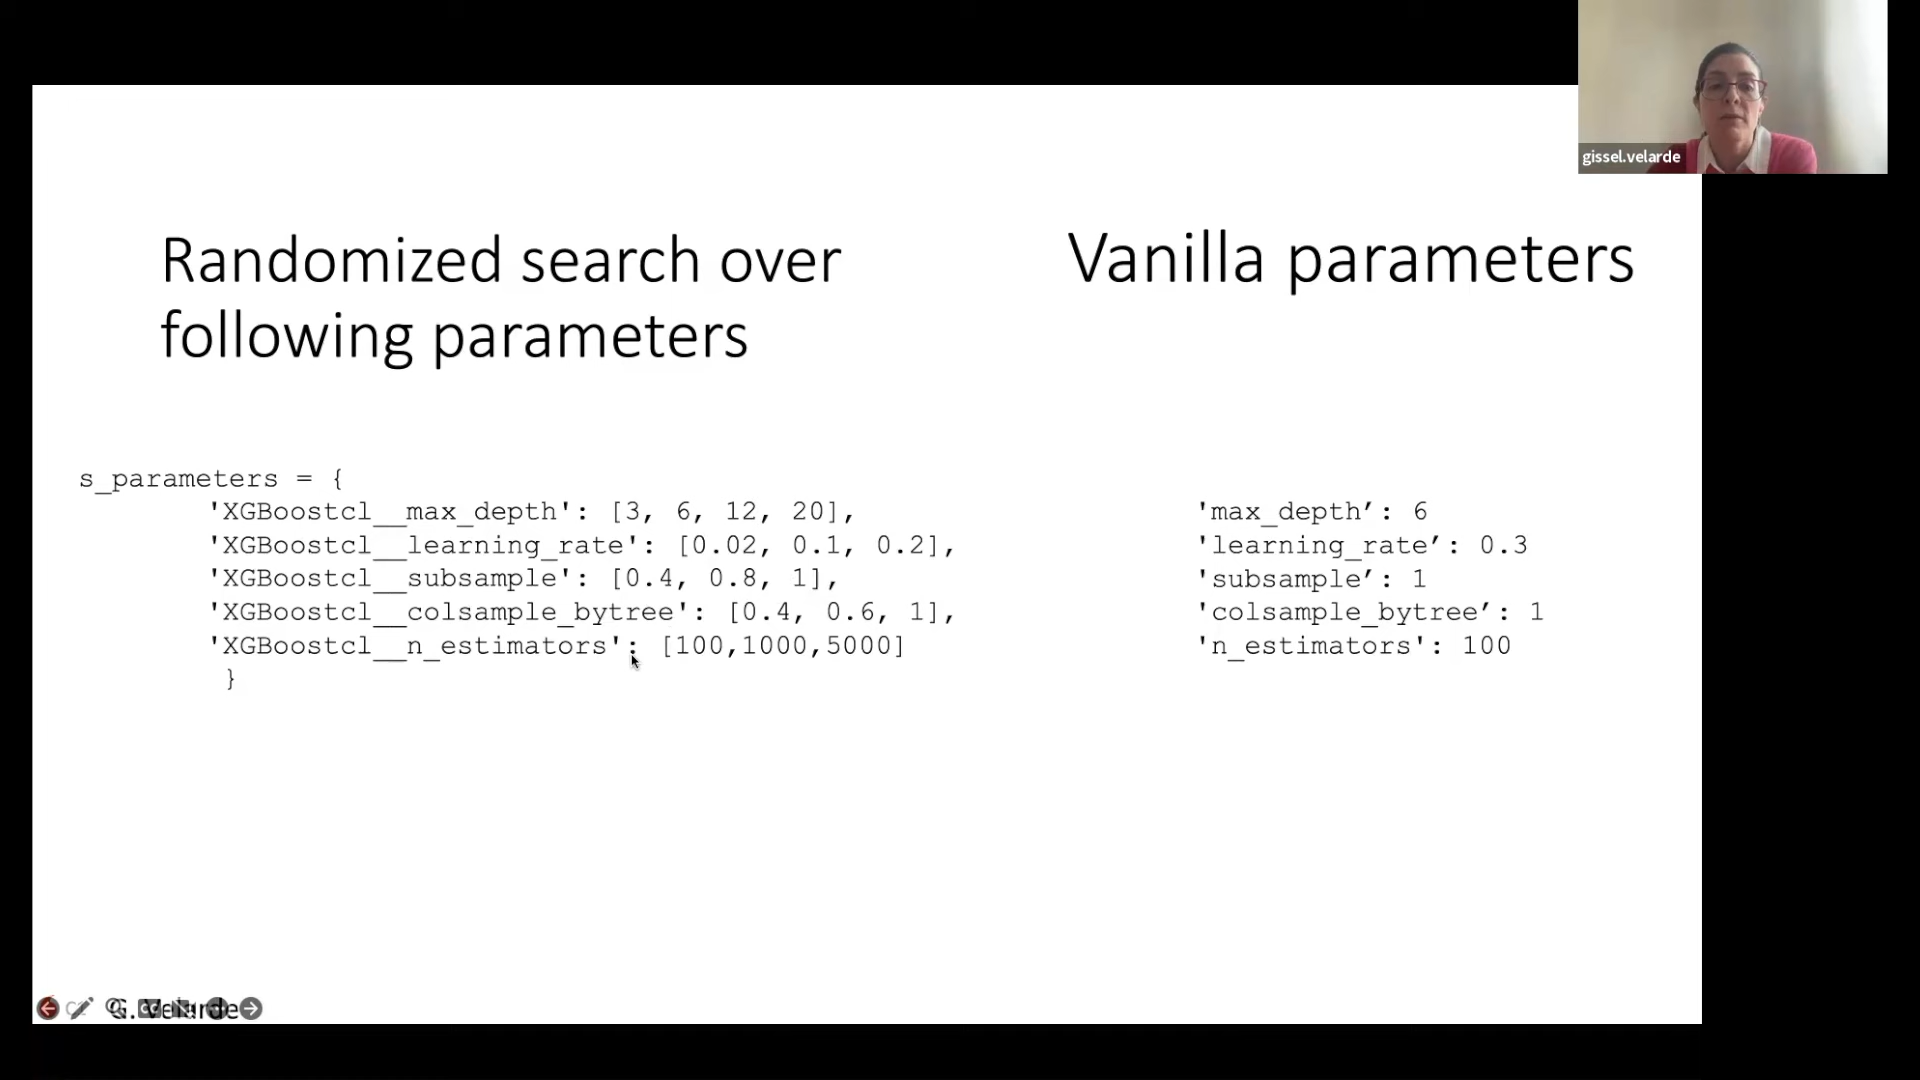 gissel.velarde
Randomized search over
following parameters
Vanilla parameters
s_parameters = {
'XGBoostcl__max_depth': [3, 6, 12, 20],
'XGBoostcl__learning_rate': [0.02, 0.1, 0.2],
'XGBoostcl__subsample': [0.4, 0.8, 1],
'XGBoostcl__colsample_bytree': [0.4, 0.6, 1],
'XGBoostcl__n_estimators': [100,1000,5000]
}
'max_depth’: 6
'learning_rate’: 0.3
'subsample’: 1
'colsample_bytree’: 1
'n_estimators': 100
G. Velarde